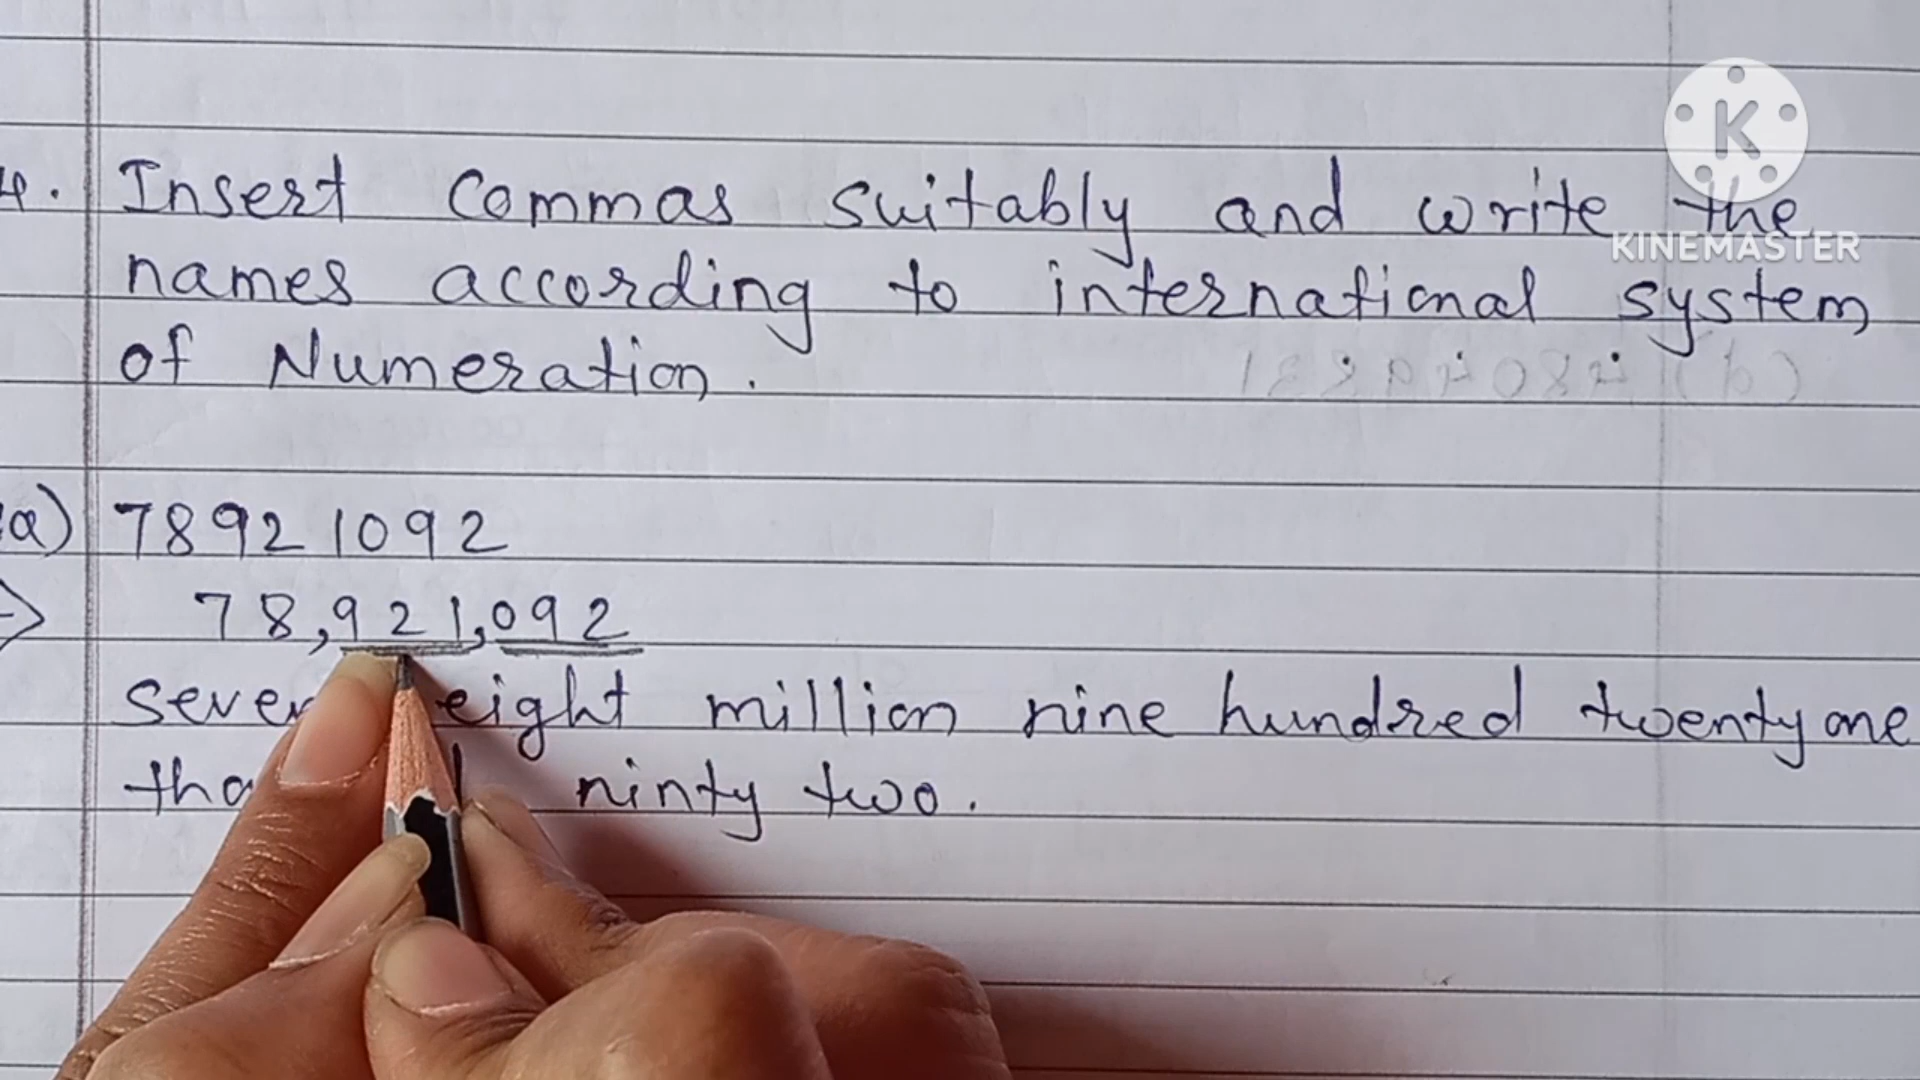 4. Insert commas suitably and write the
KINEMASTER
names according to international system
of Numeration.
(a) 78921092
78,921,092
eight million nine hundred twenty one
ninty two.